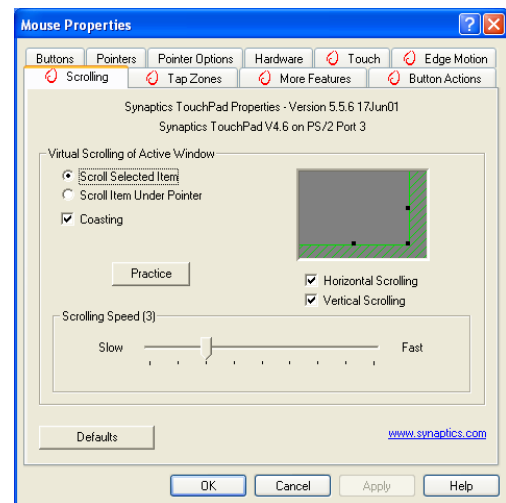 Mouse Properties
Buttons Pointers Pointer Options Hardware Touch Edge Motion
Scrolling Tap Zones More Features Button Actions
Synaptics TouchPad Properties - Version 5.5.6 17Jun01
Synaptics TouchPad V4.6 on PS/2 Port 3
Virtual Scrolling of Active Window
Scroll Selected Item
Scroll Item Under Pointer
Coasting
Practice
Horizontal Scrolling
Vertical Scrolling
Scrolling Speed (3)
Slow Fast
Defaults www.synaptics.com
OK Cancel Apply Help